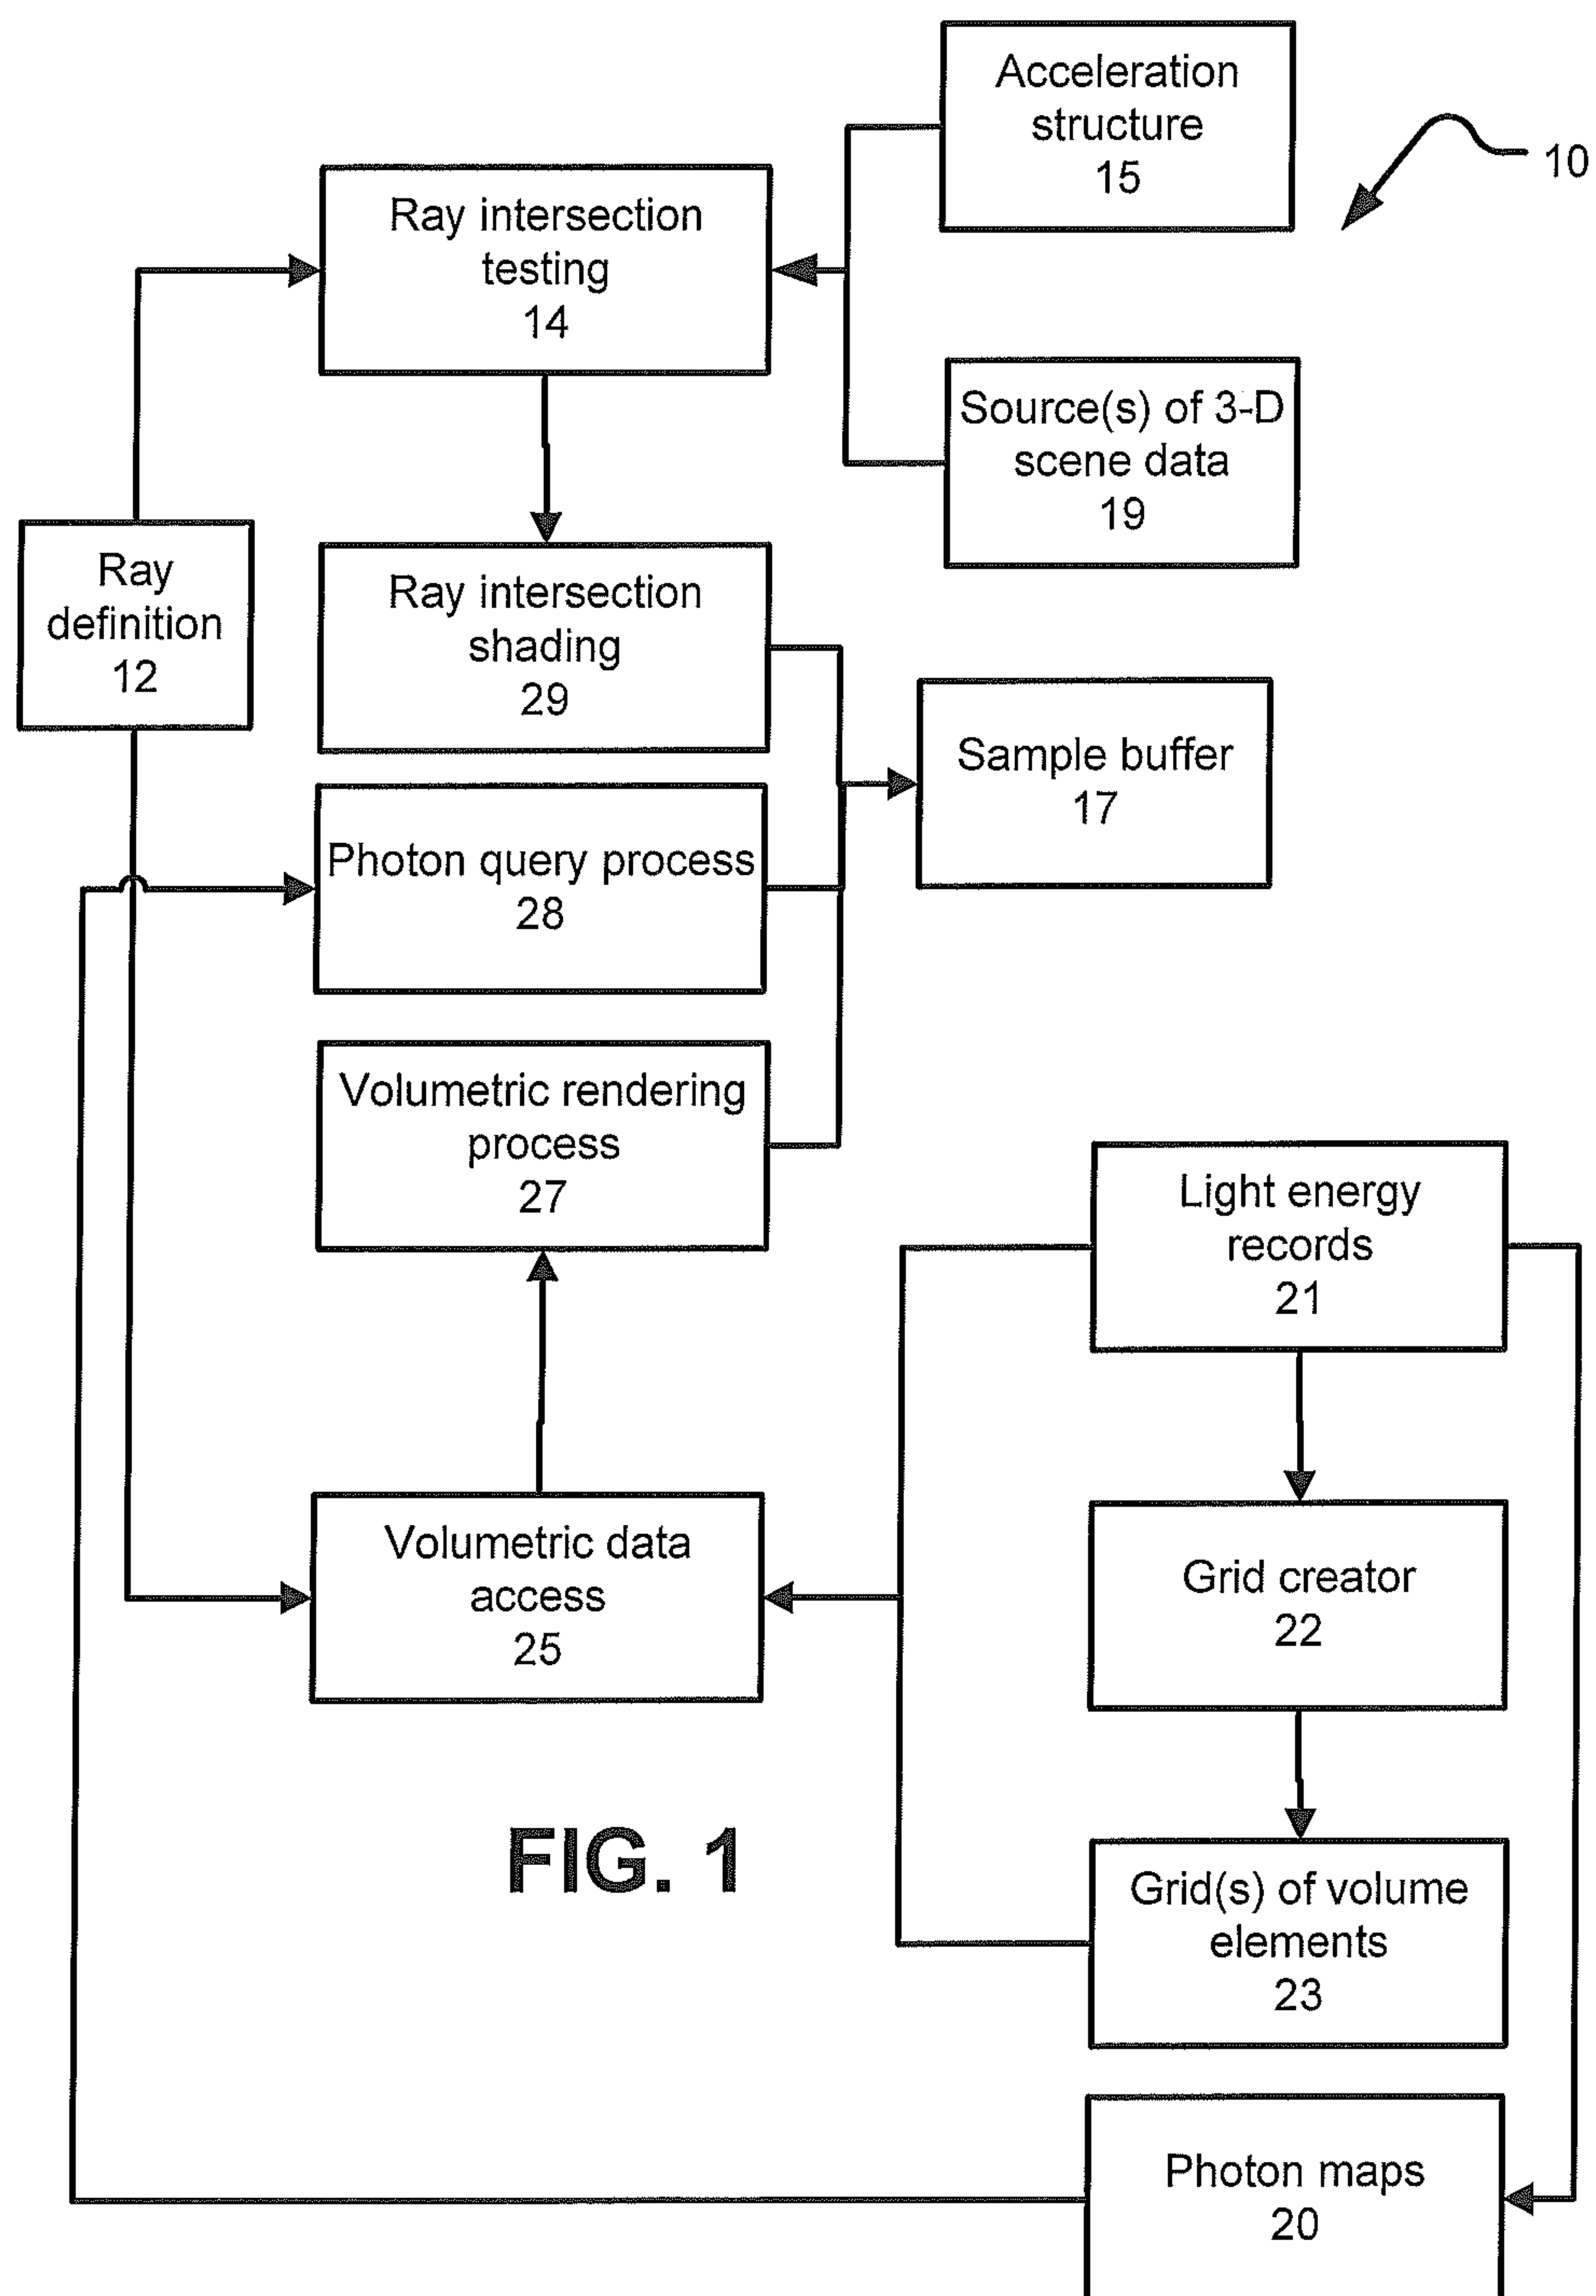 Acceleration
structure
15
10
Ray intersection
testing
14
Source(s) of 3-D
scene data
19
Ray
definition
12
Ray intersection
shading
29
Sample buffer
17
Photon query process
28
Volumetric rendering
process
27
Light energy
records
21
Volumetric data
access
25
Grid creator
22
FIG. 1
Grid(s) of volume
elements
23
Photon maps
20